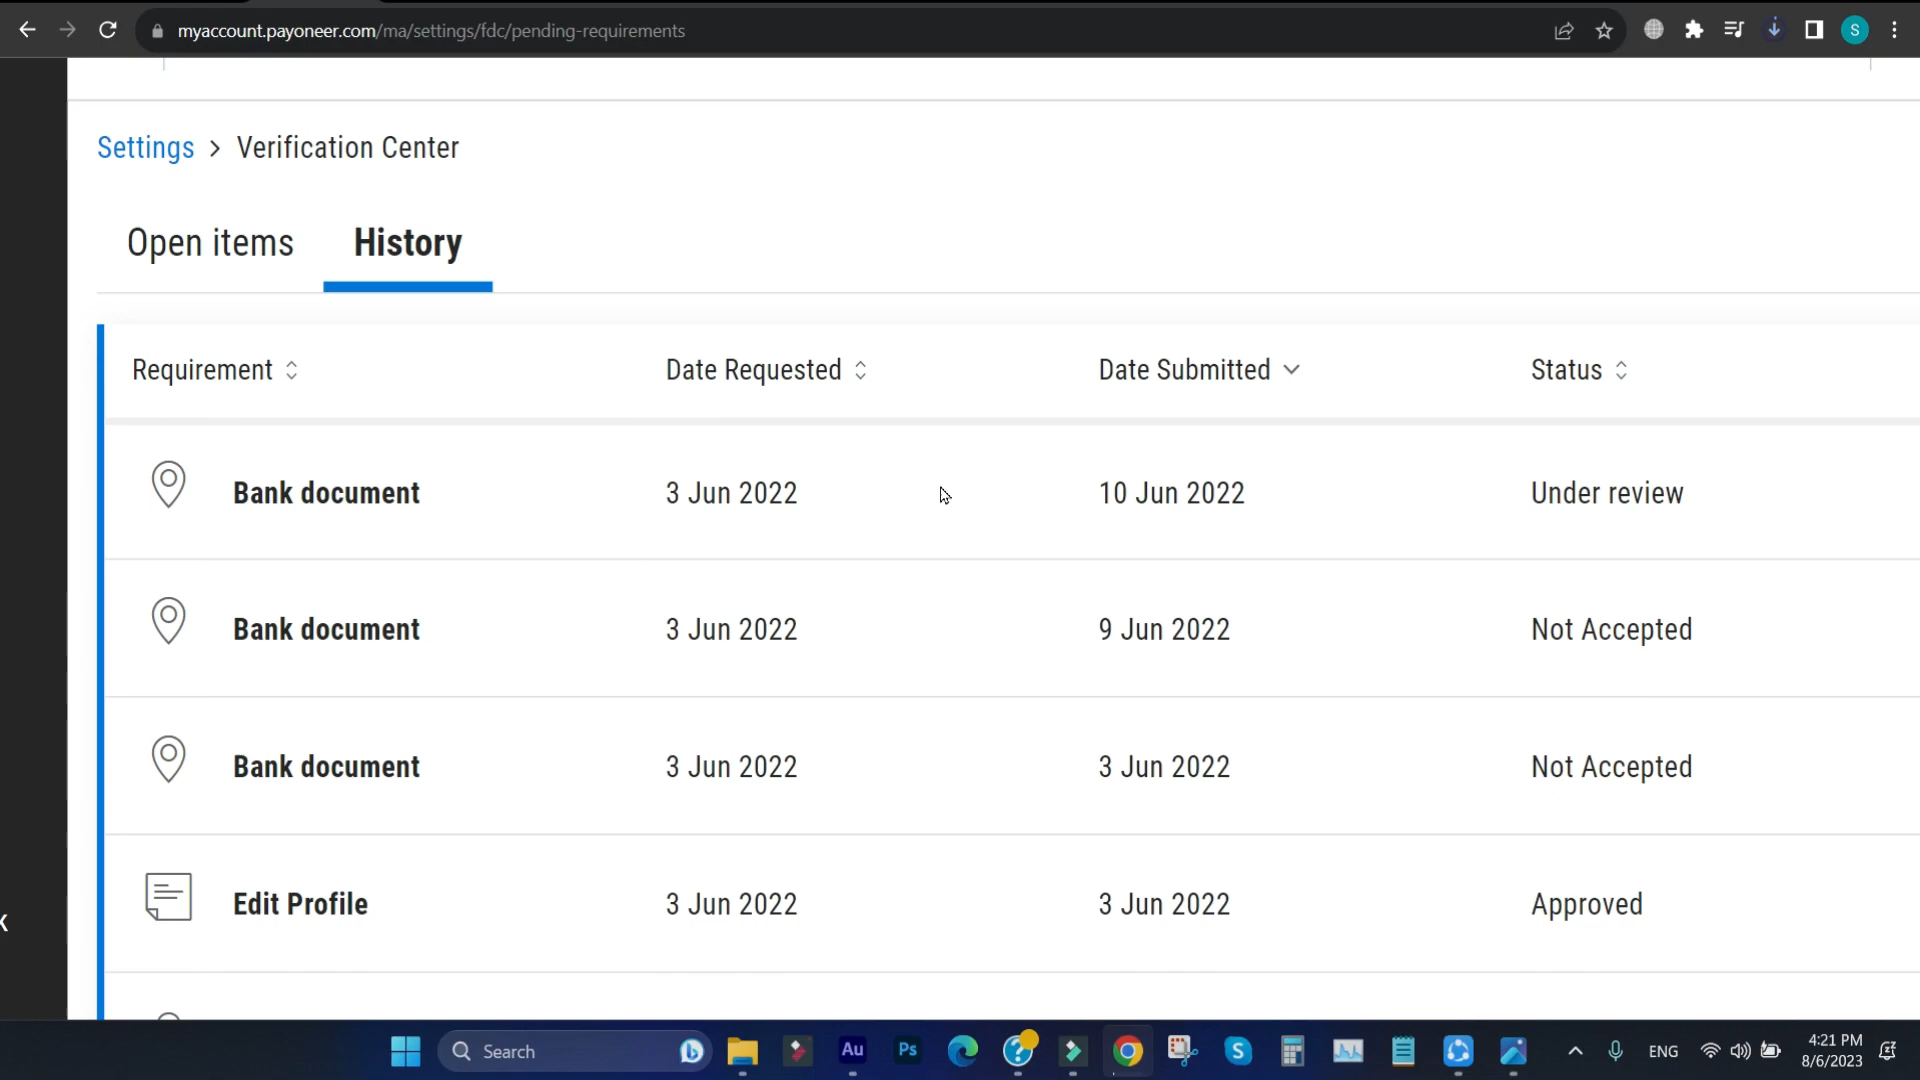 myaccount.payoneer.com/ma/settings/fdc/pending-requirements
S
Settings > Verification Center
Open items History
Requirement Date Requested Date Submitted Status
Bank document 3 Jun 2022 10 Jun 2022 Under review
Bank document 3 Jun 2022 9 Jun 2022 Not Accepted
Bank document 3 Jun 2022 3 Jun 2022 Not Accepted
Edit Profile 3 Jun 2022 3 Jun 2022 Approved
Search Au Ps ENG 4:21 PM
8/6/2023